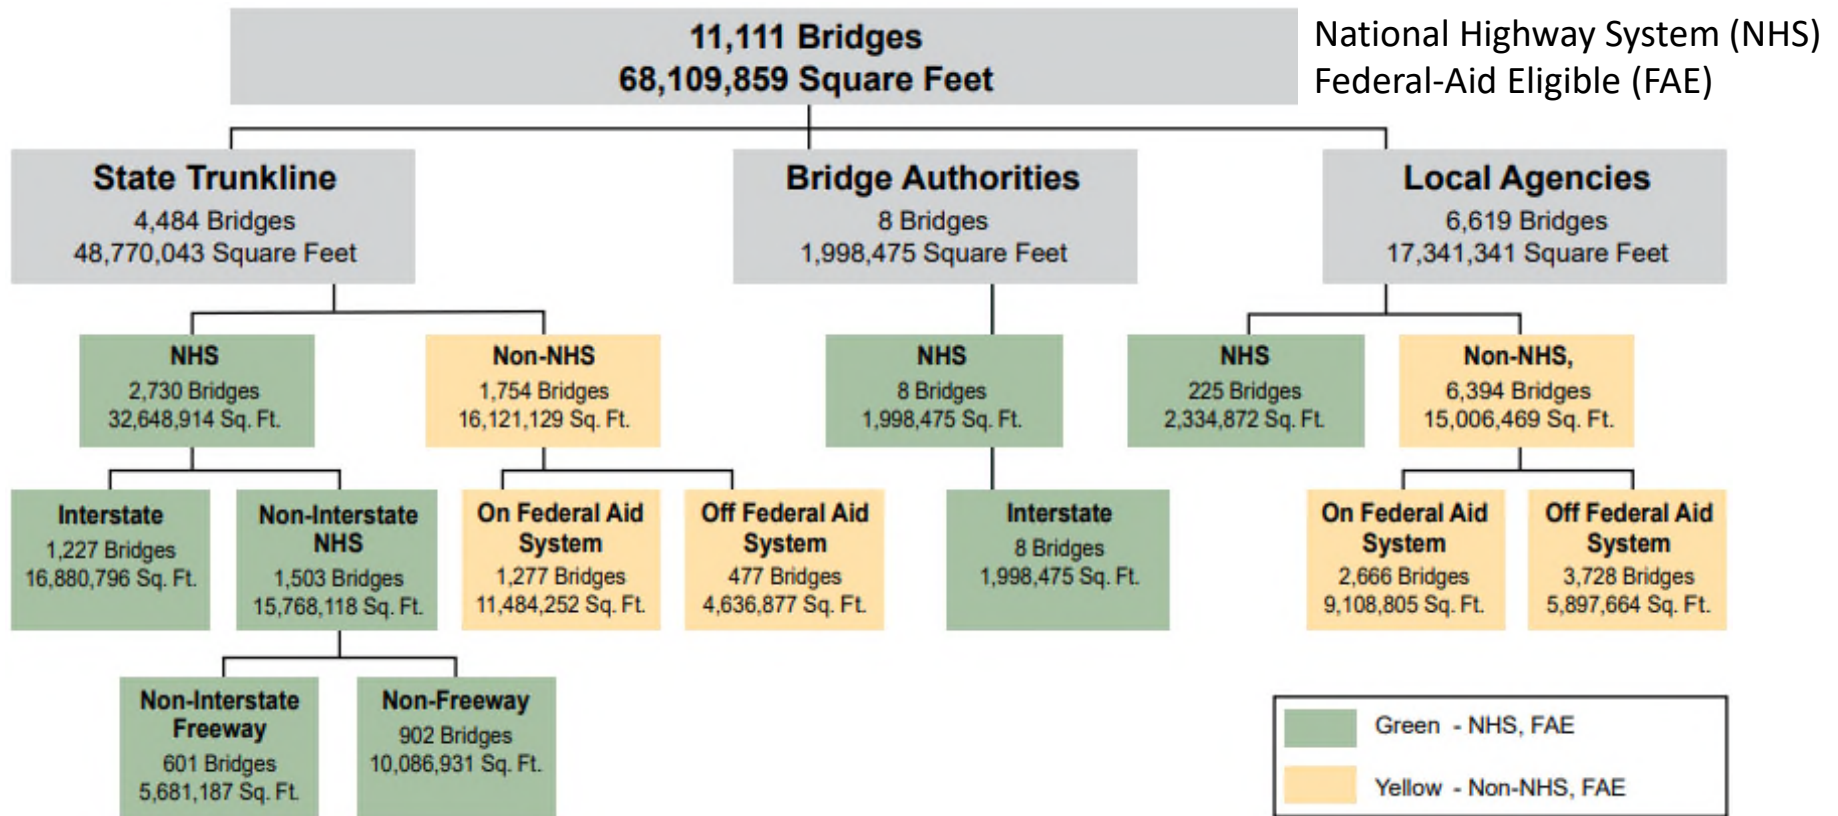 11,111 Bridges
68,109,859 Square Feet
National Highway System (NHS)
Federal-Aid Eligible (FAE)
State Trunkline
4,484 Bridges
48,770,043 Square Feet
Bridge Authorities
8 Bridges
1,998,475 Square Feet
Local Agencies
6,619 Bridges
17,341,341 Square Feet
NHS
2,730 Bridges
32,648,914 Sq. Ft.
Non-NHS
1,754 Bridges
16,121,129 Sq. Ft.
NHS
8 Bridges
1,998,475 Sq. Ft.
NHS
225 Bridges
2,334,872 Sq. Ft.
Non-NHS,
6,394 Bridges
15,006,469 Sq. Ft.
Interstate
1,227 Bridges
16,880,796 Sq. Ft.
Non-Interstate
NHS
1,503 Bridges
15,768,118 Sq. Ft.
On Federal Aid
System
1,277 Bridges
11,484,252 Sq. Ft.
Off Federal Aid
System
477 Bridges
4,636,877 Sq. Ft.
Interstate
8 Bridges
1,998,475 Sq. Ft.
On Federal Aid
System
2,666 Bridges
9,108,805 Sq. Ft.
Off Federal Aid
System
3,728 Bridges
5,897,664 Sq. Ft.
Non-Interstate
Freeway
601 Bridges
5,681,187 Sq. Ft.
Non-Freeway
902 Bridges
10,086,931 Sq. Ft.
Green - NHS, FAE
Yellow - Non-NHS, FAE